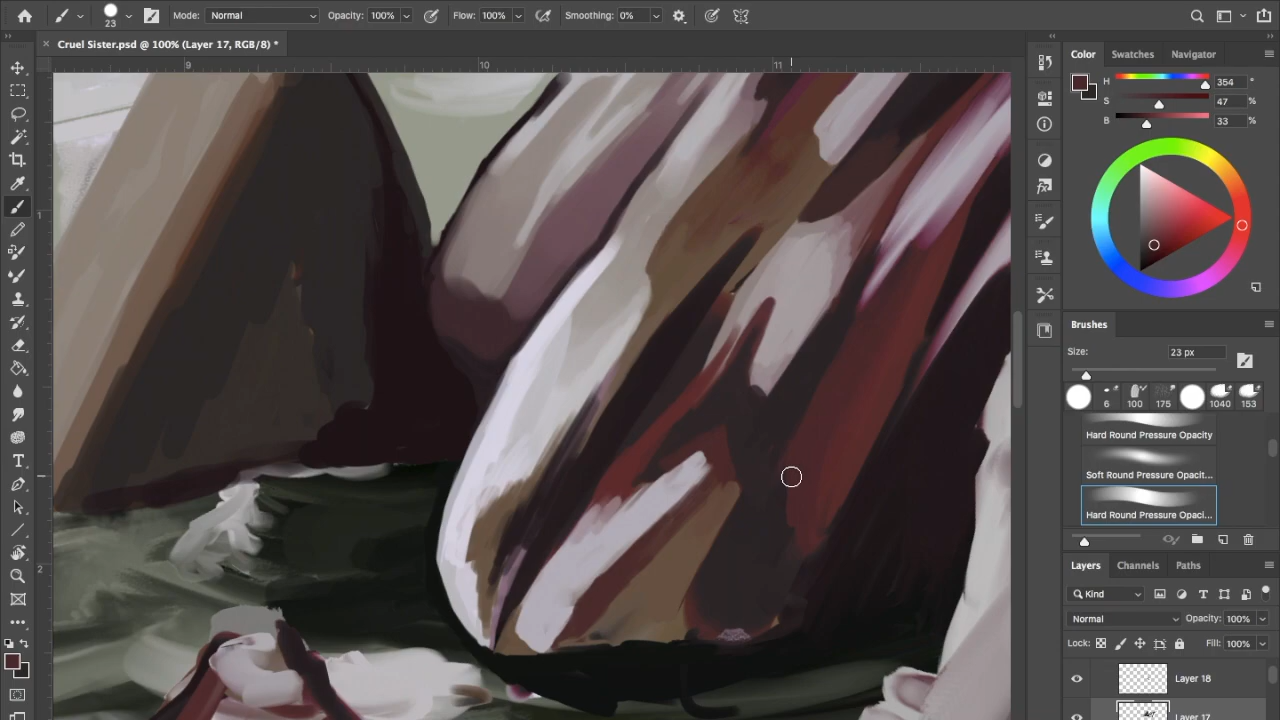 23
Mode: Normal
Opacity: 100%
Flow: 100%
Smoothing: 0%
Cruel Sister.psd @ 100% (Layer 17, RGB/8) *
9
10
11
1
2
Color
Swatches
Navigator
H 354 °
S 47 %
B 33 %
Brushes
Size: 23 px
6 100 175 1040 153
Hard Round Pressure Opacity
Soft Round Pressure Opacit...
Hard Round Pressure Opaci...
Layers
Channels
Paths
Kind
Normal
Opacity: 100%
Lock:
Fill: 100%
Layer 18
Layer 17